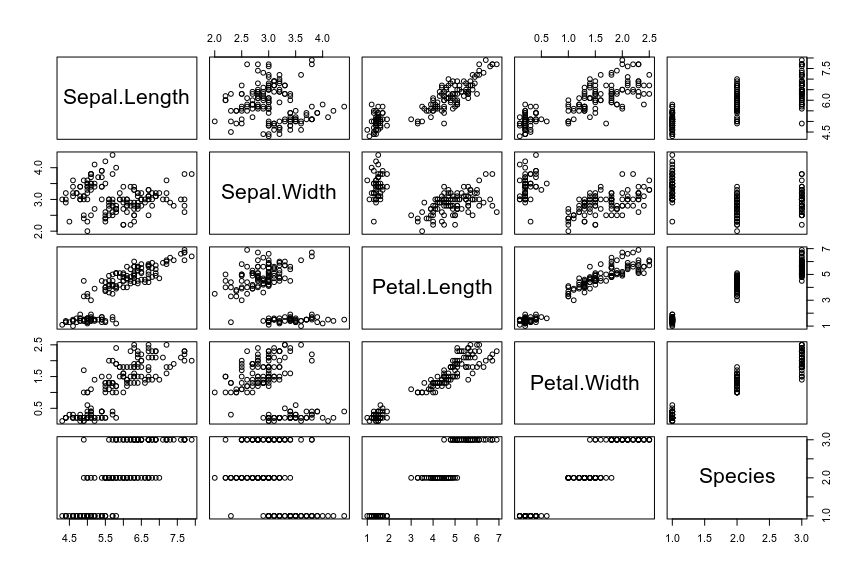 2.0 2.5 3.0 3.5 4.0
0.5 1.0 1.5 2.0 2.5
Sepal.Length
4.5 6.0 7.5
2.0 3.0 4.0
Sepal.Width
Petal.Length
1 3 5 7
0.5 1.5 2.5
Petal.Width
Species
1.0 2.0 3.0
4.5 5.5 6.5 7.5
1 2 3 4 5 6 7
1.0 1.5 2.0 2.5 3.0